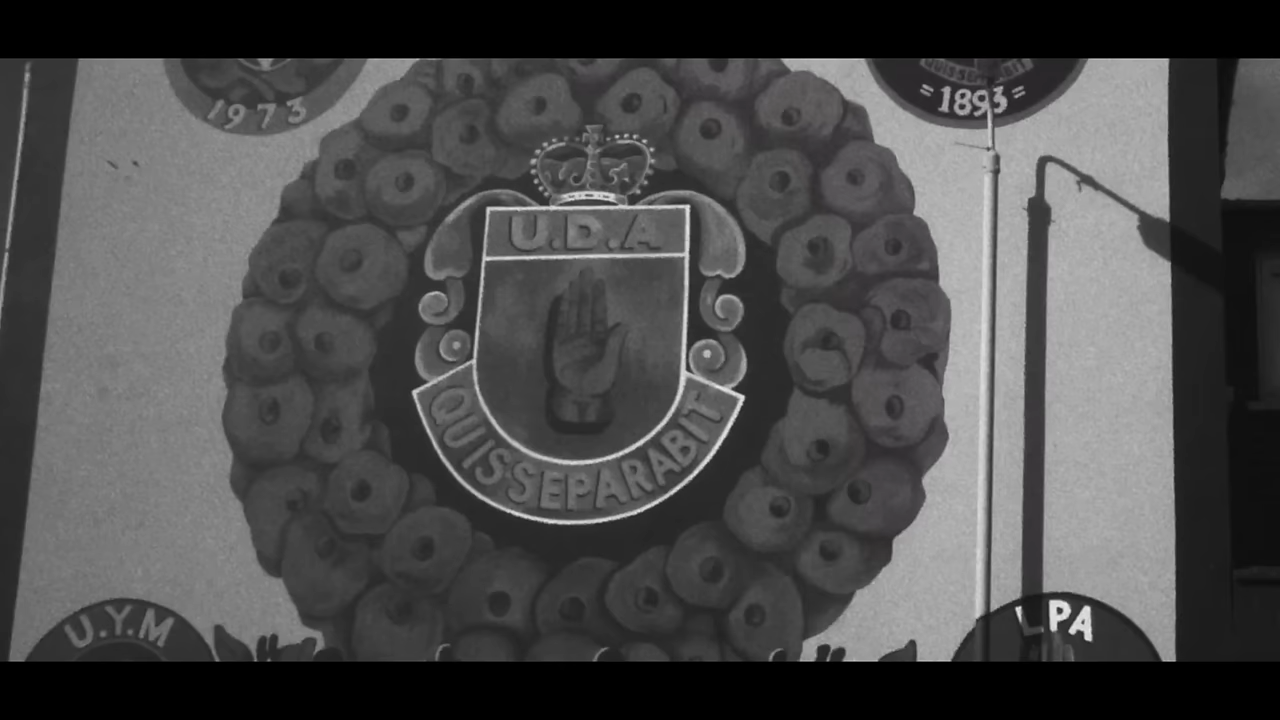 QUIS SEPARABIT
1973
=1893=
U.D.A
QUIS SEPARABIT
U.Y.M
LPA